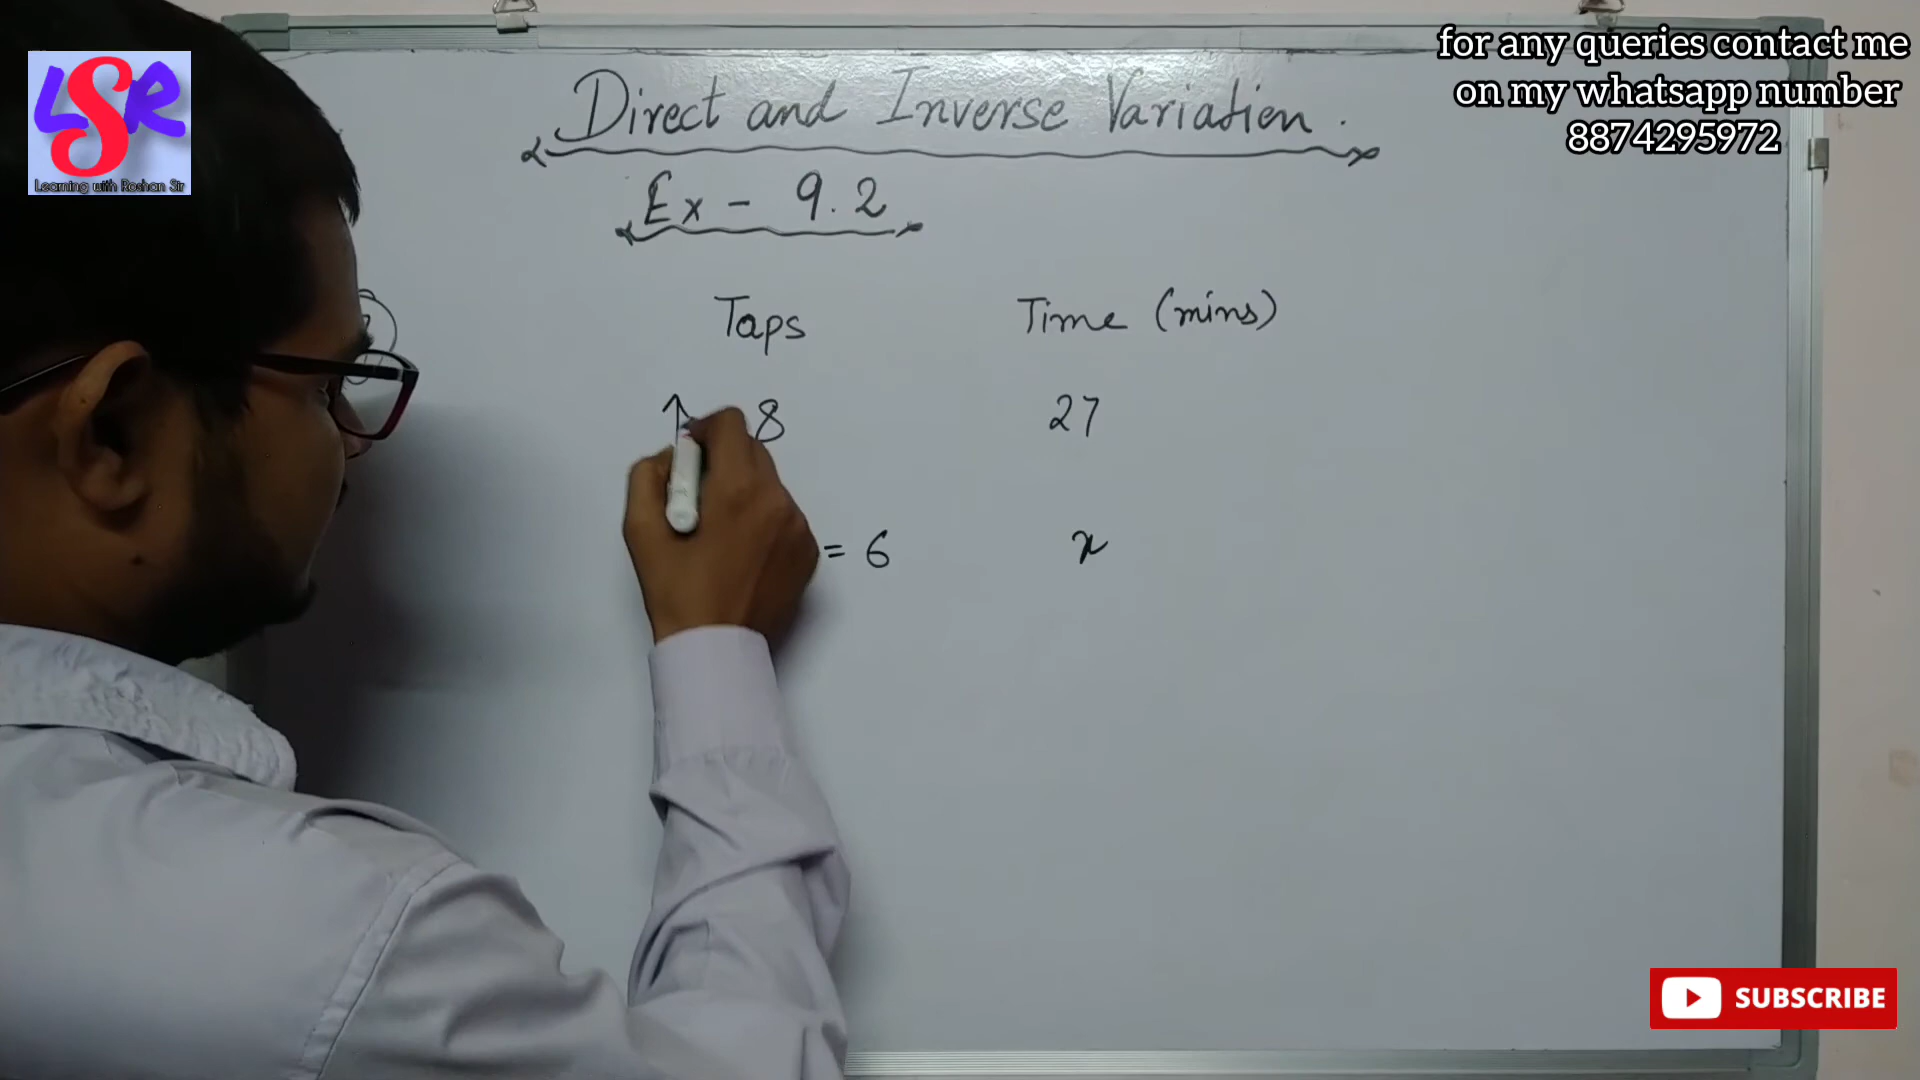 LSR
Learning with Roshan Sir
for any queries contact me
on my whatsapp number
8874295972
Direct and Inverse Variation.
Ex - 9.2
Taps Time (mins)
8 27
= 6 x
SUBSCRIBE